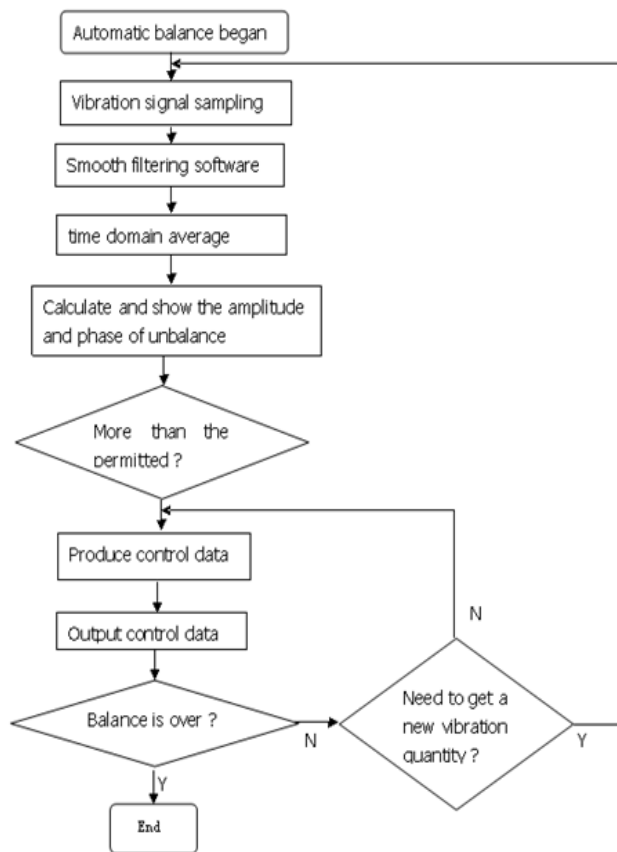 Automatic balance began
Vibration signal sampling
Smooth filtering software
time domain average
Calculate and show the amplitude
and phase of unbalance
More than the
permitted ?
Produce control data
Output control data
N
Need to get a
new vibration
quantity ?
Balance is over ?
N
Y
Y
End